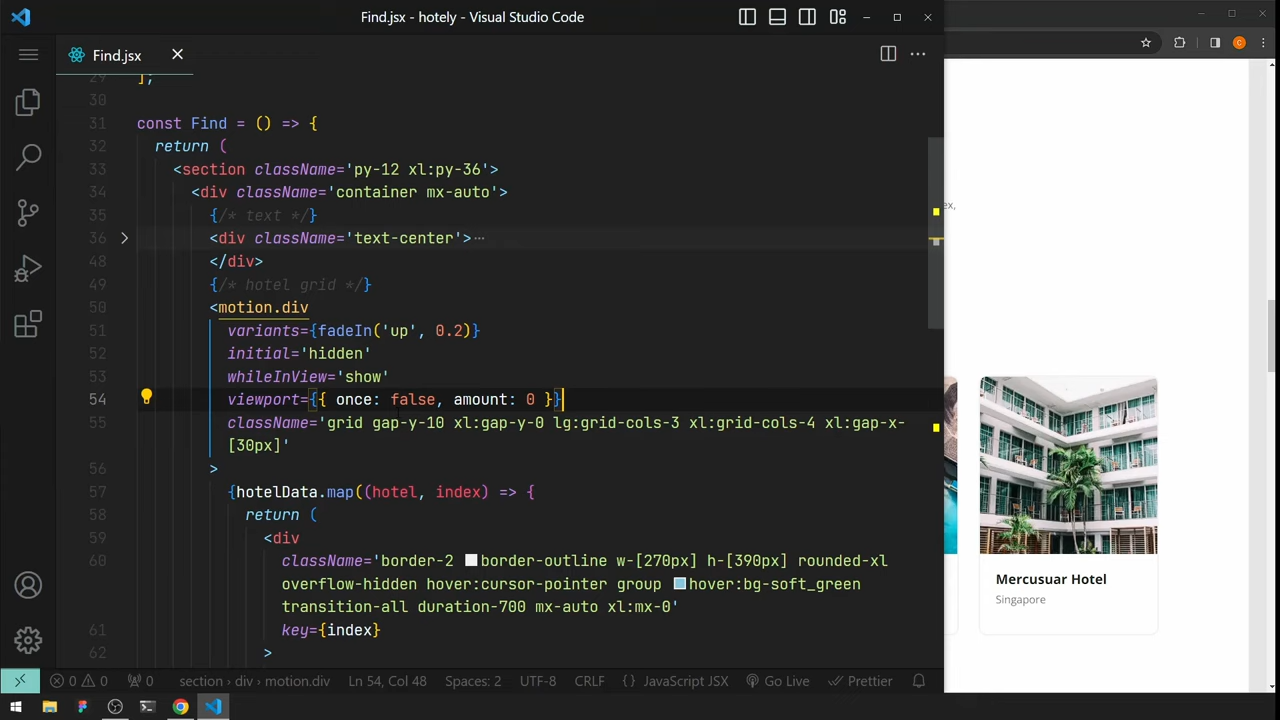 Find.jsx - hotely - Visual Studio Code
Find.jsx
29 ];
30
31 const Find = () => {
32 return (
33 <section className='py-12 xl:py-36'>
34 <div className='container mx-auto'>
35 {/* text */}
36 <div className='text-center'>⋯
48 </div>
49 {/* hotel grid */}
50 <motion.div
51 variants={fadeIn('up', 0.2)}
52 initial='hidden'
53 whileInView='show'
54 viewport={{ once: false, amount: 0 }}
55 className='grid gap-y-10 xl:gap-y-0 lg:grid-cols-3 xl:grid-cols-4 xl:gap-x-
[30px]'
56 >
57 {hotelData.map((hotel, index) => {
58 return (
59 <div
60 className='border-2 border-outline w-[270px] h-[390px] rounded-xl
overflow-hidden hover:cursor-pointer group hover:bg-soft_green
transition-all duration-700 mx-auto xl:mx-0'
61 key={index}
62 >
0 0 0 section > div > motion.div Ln 54, Col 48 Spaces: 2 UTF-8 CRLF {} JavaScript JSX Go Live Prettier
C
ex,
Mercusuar Hotel
Singapore